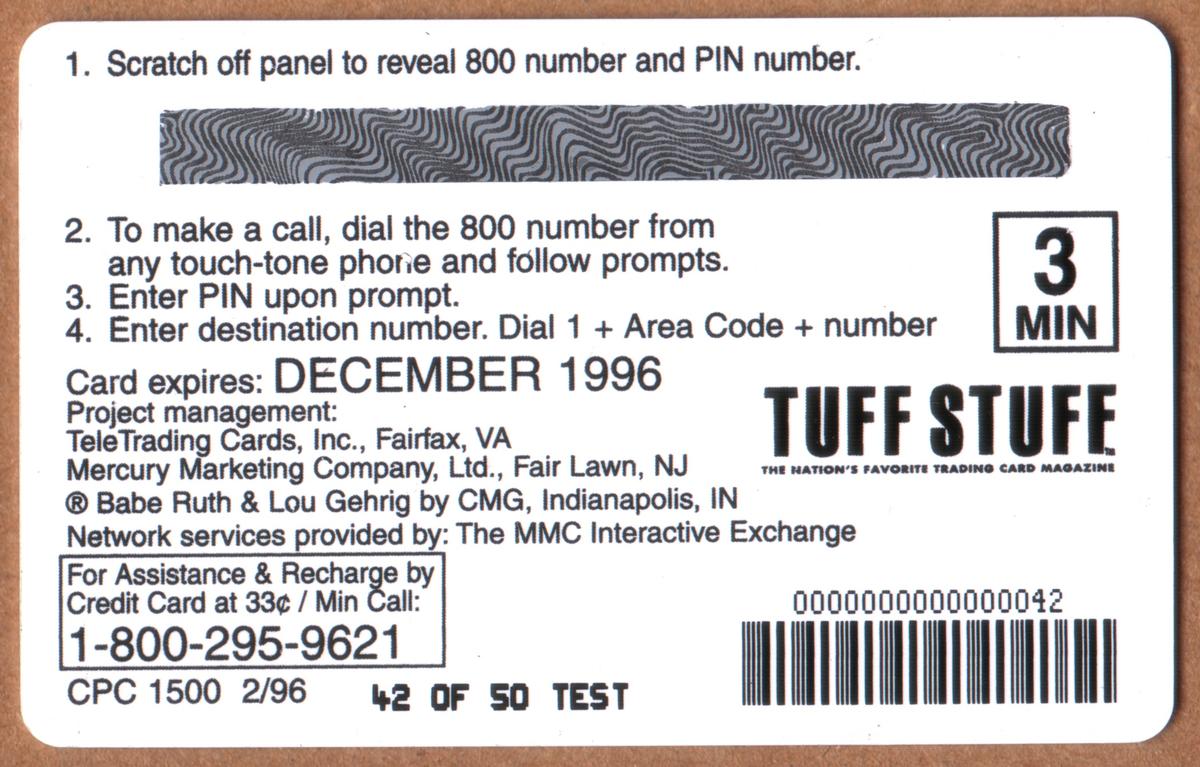 1. Scratch off panel to reveal 800 number and PIN number.
2. To make a call, dial the 800 number from
any touch-tone phone and follow prompts.
3. Enter PIN upon prompt.
4. Enter destination number. Dial 1 + Area Code + number
3
MIN
Card expires: DECEMBER 1996
Project management:
TeleTrading Cards, Inc., Fairfax, VA
Mercury Marketing Company, Ltd., Fair Lawn, NJ
® Babe Ruth & Lou Gehrig by CMG, Indianapolis, IN
Network services provided by: The MMC Interactive Exchange
TUFF STUFF™
THE NATION'S FAVORITE TRADING CARD MAGAZINE
For Assistance & Recharge by
Credit Card at 33¢ / Min Call:
1-800-295-9621
CPC 1500 2/96
42 OF 50 TEST
0000000000000042